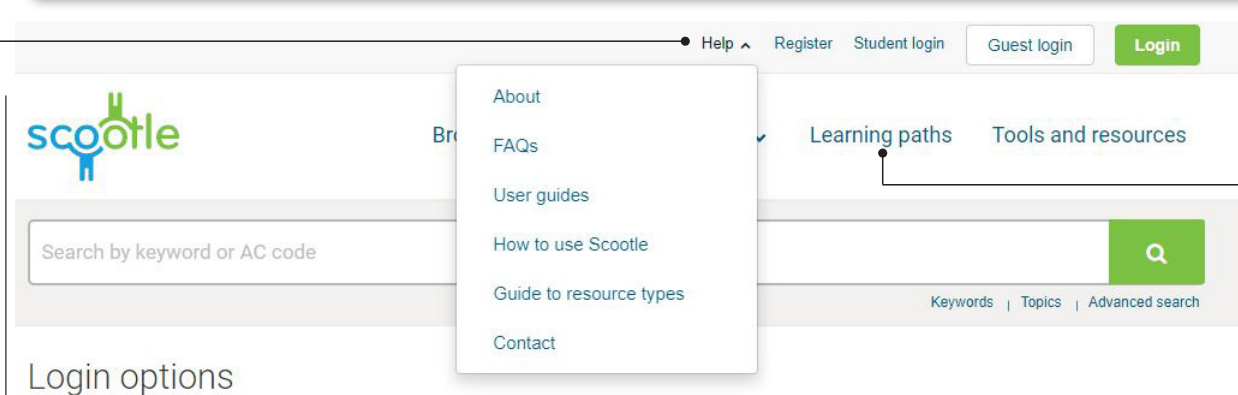 Help Register Student login Guest login Login
scootle
Learning paths Tools and resources
About
FAQs
User guides
How to use Scootle
Guide to resource types
Contact
Search by keyword or AC code
Keywords | Topics | Advanced search
Login options